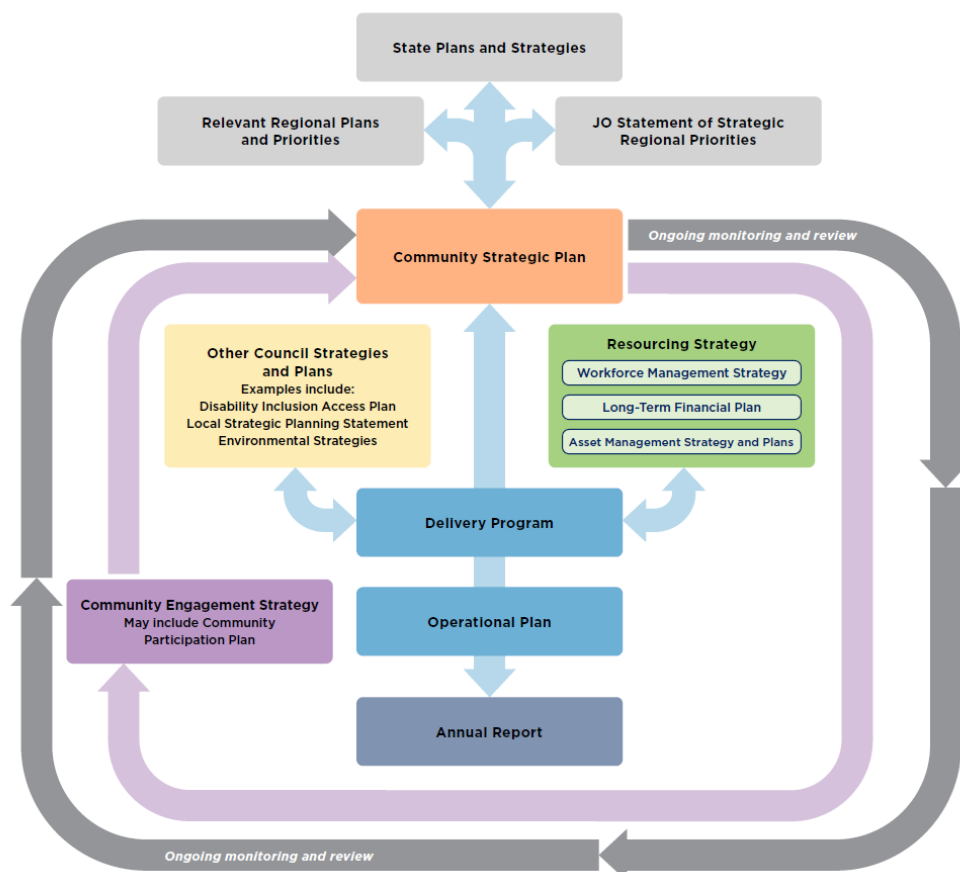 State Plans and Strategies
Relevant Regional Plans
and Priorities
JO Statement of Strategic
Regional Priorities
Community Strategic Plan
Ongoing monitoring and review
Other Council Strategies
and Plans
Examples include:
Disability Inclusion Access Plan
Local Strategic Planning Statement
Environmental Strategies
Resourcing Strategy
Workforce Management Strategy
Long-Term Financial Plan
Asset Management Strategy and Plans
Delivery Program
Community Engagement Strategy
May include Community
Participation Plan
Operational Plan
Annual Report
Ongoing monitoring and review